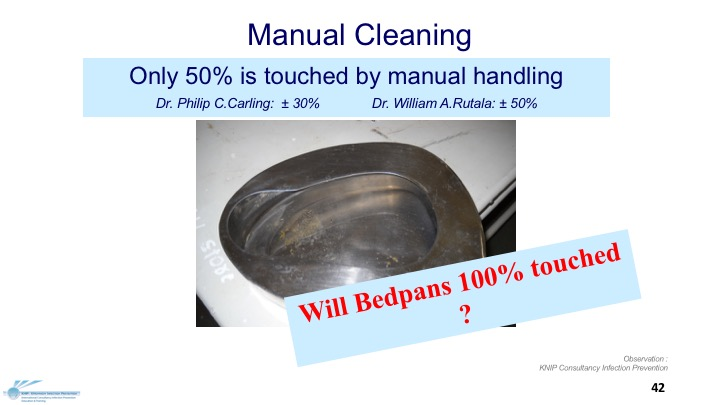 Manual Cleaning
Only 50% is touched by manual handling
Dr. Philip C.Carling: ± 30% Dr. William A.Rutala: ± 50%
Will Bedpans 100% touched
?
Observation :
KNIP Consultancy Infection Prevention
42